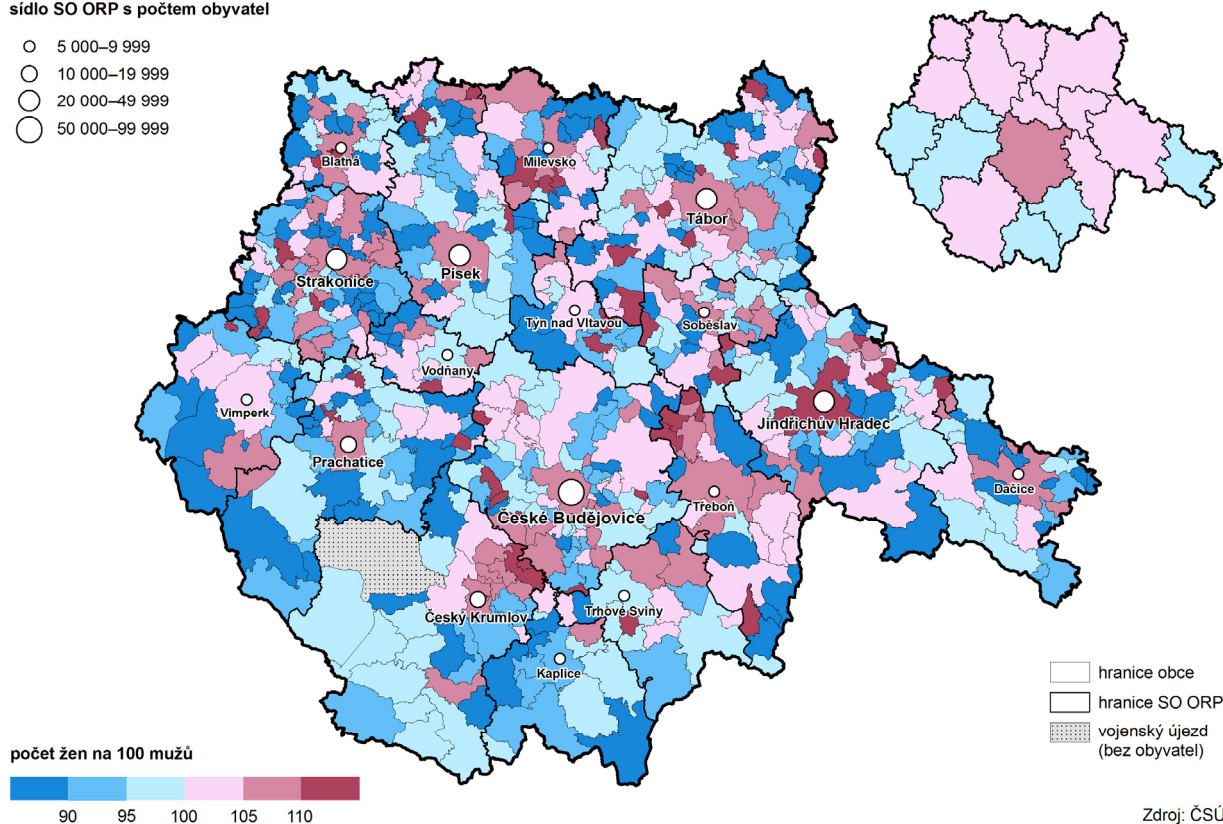 sídlo SO ORP s počtem obyvatel
5 000–9 999
10 000–19 999
20 000–49 999
50 000–99 999
Blatná
Milevsko
Tábor
Strakonice
Písek
Týn nad Vltavou
Soběslav
Vodňany
Vimperk
Jindřichův Hradec
Prachatice
Dačice
České Budějovice
Třeboň
Český Krumlov
Trhové Sviny
Kaplice
hranice obce
hranice SO ORP
vojenský újezd
(bez obyvatel)
počet žen na 100 mužů
90 95 100 105 110
Zdroj: ČSÚ